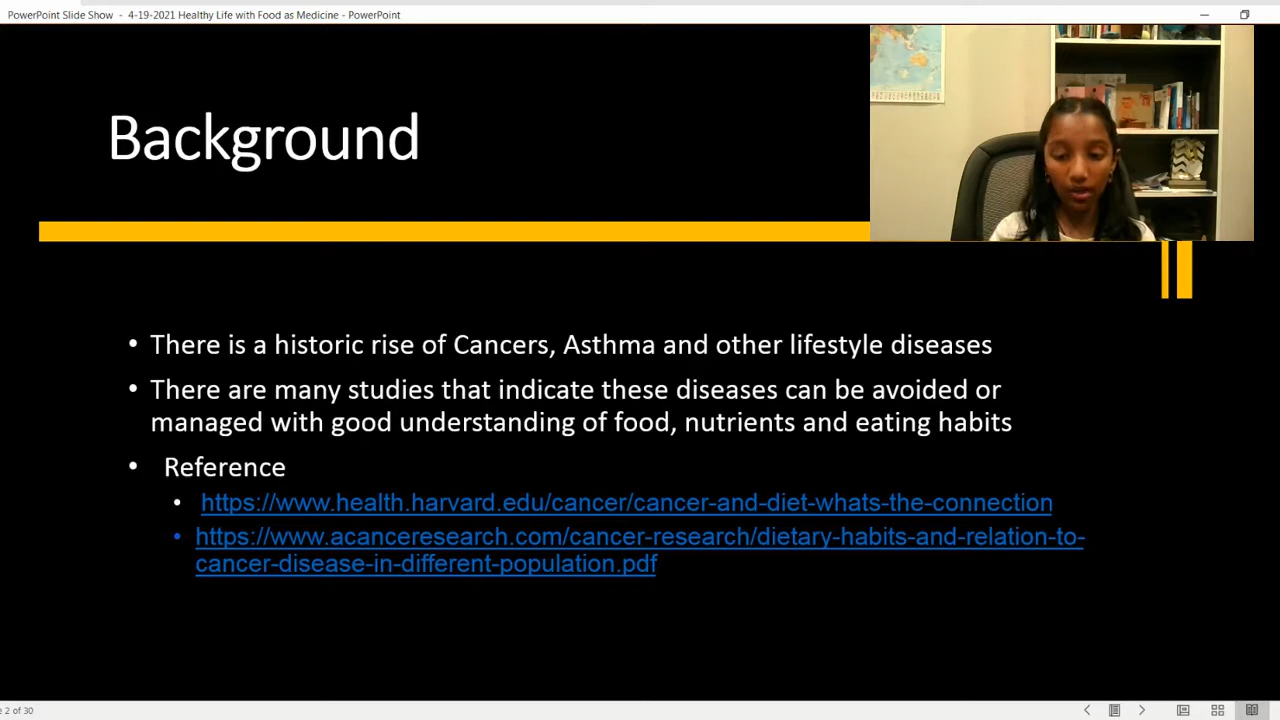 PowerPoint Slide Show - 4-19-2021 Healthy Life with Food as Medicine - PowerPoint
Background
• There is a historic rise of Cancers, Asthma and other lifestyle diseases
• There are many studies that indicate these diseases can be avoided or
managed with good understanding of food, nutrients and eating habits
• Reference
• https://www.health.harvard.edu/cancer/cancer-and-diet-whats-the-connection
• https://www.acanceresearch.com/cancer-research/dietary-habits-and-relation-to-
cancer-disease-in-different-population.pdf
2 of 30